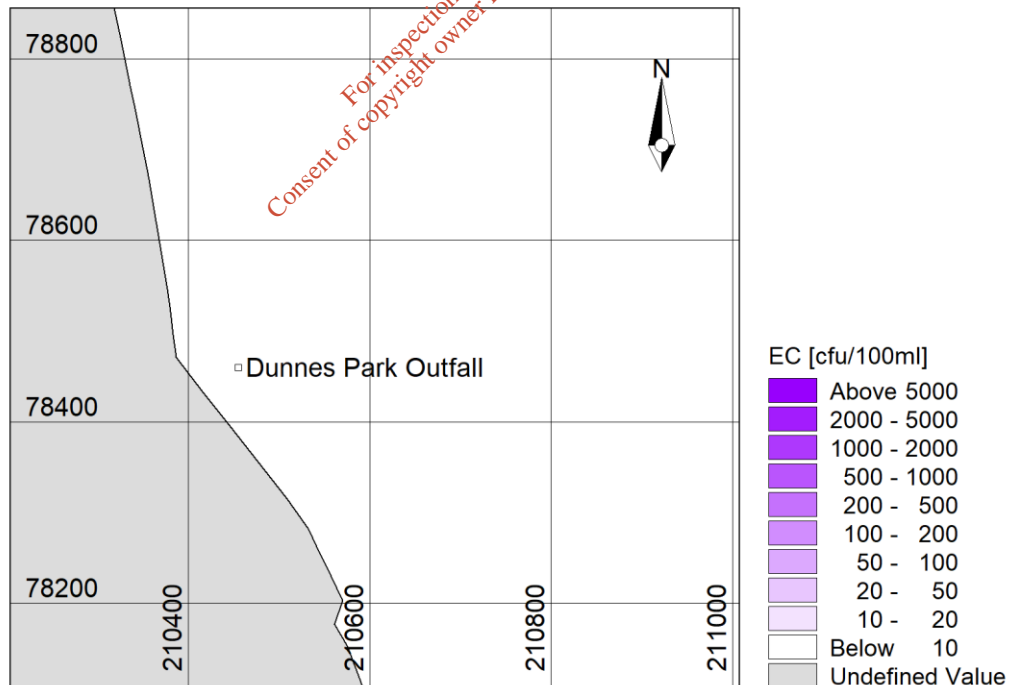 For inspection
Consent of copyright owner
78800
N
78600
Dunnes Park Outfall
78400
78200
210400
210600
210800
211000
EC [cfu/100ml]
Above 5000
2000 - 5000
1000 - 2000
500 - 1000
200 - 500
100 - 200
50 - 100
20 - 50
10 - 20
Below 10
Undefined Value